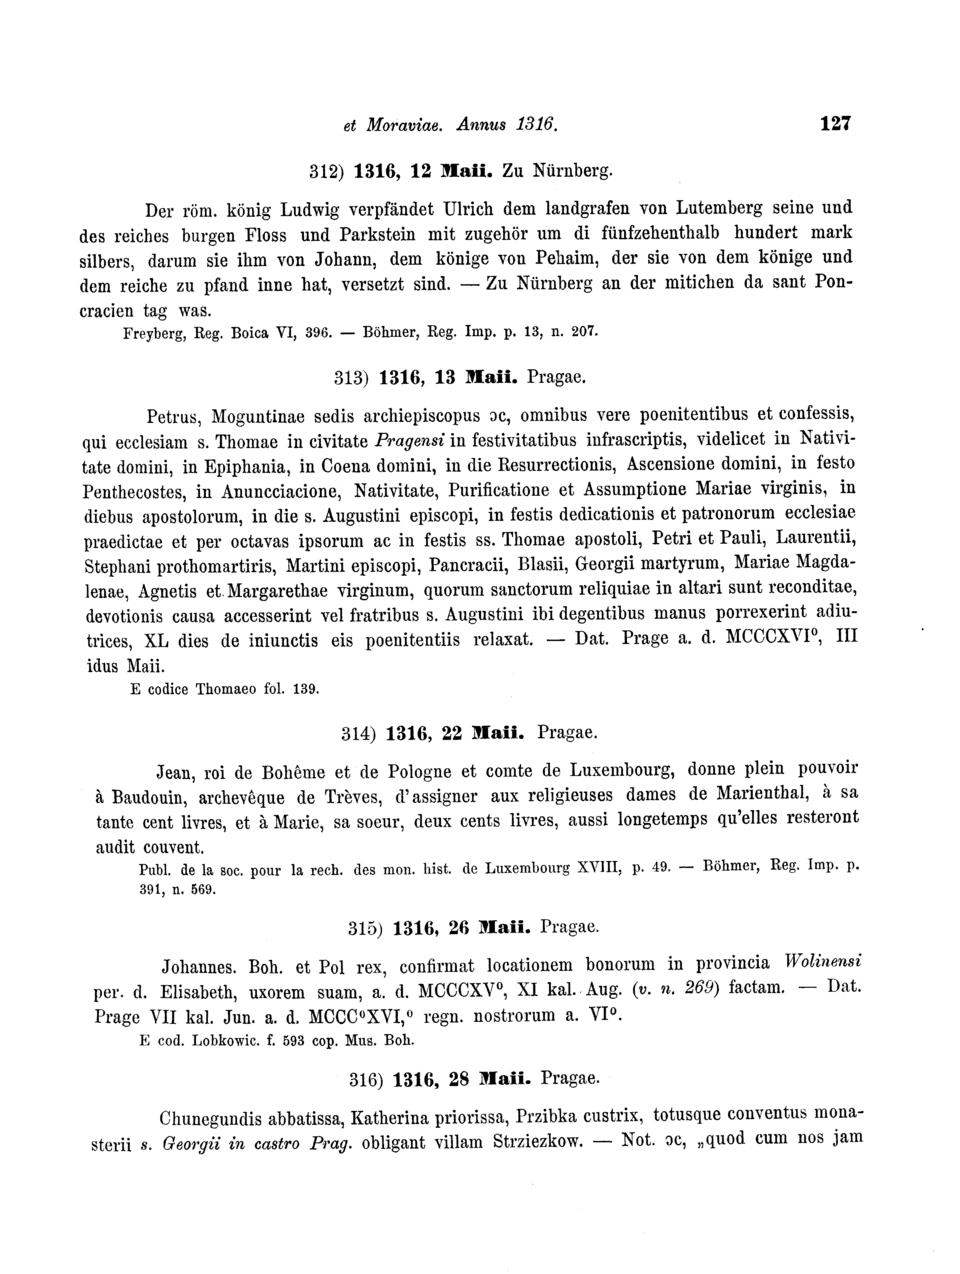 et Moraviae. Annus 1316. 127
312) 1316, 12 Maii. Zu Nürnberg.
Der röm. könig Ludwig verpfändet Ulrich dem landgrafen von Lutemberg seine und
des reiches burgen Floss und Parkstein mit zugehör um di fünfzehenthalb hundert mark
silbers, darum sie ihm von Johann, dem könige von Pehaim, der sie von dem könige und
dem reiche zu pfand inne hat, versetzt sind. — Zu Nürnberg an der mitichen da sant Pon-
cracien tag was.
Freyberg, Reg. Boica VI, 396. — Böhmer, Reg. Imp. p. 13, n. 207.
313) 1316, 13 Maii. Pragae.
Petrus, Moguntinae sedis archiepiscopus ɔc, omnibus vere poenitentibus et confessis,
qui ecclesiam s. Thomae in civitate Pragensi in festivitatibus infrascriptis, videlicet in Nativi-
tate domini, in Epiphania, in Coena domini, in die Resurrectionis, Ascensione domini, in festo
Penthecostes, in Anuncciacione, Nativitate, Purificatione et Assumptione Mariae virginis, in
diebus apostolorum, in die s. Augustini episcopi, in festis dedicationis et patronorum ecclesiae
praedictae et per octavas ipsorum ac in festis ss. Thomae apostoli, Petri et Pauli, Laurentii,
Stephani prothomartiris, Martini episcopi, Pancracii, Blasii, Georgii martyrum, Mariae Magda-
lenae, Agnetis et Margarethae virginum, quorum sanctorum reliquiae in altari sunt reconditae,
devotionis causa accesserint vel fratribus s. Augustini ibi degentibus manus porrexerint adiu-
trices, XL dies de iniunctis eis poenitentiis relaxat. — Dat. Prage a. d. MCCCXVI⁰, III
idus Maii.
E codice Thomaeo fol. 139.
314) 1316, 22 Maii. Pragae.
Jean, roi de Bohême et de Pologne et comte de Luxembourg, donne plein pouvoir
à Baudouin, archevêque de Trèves, d'assigner aux religieuses dames de Marienthal, à sa
tante cent livres, et à Marie, sa soeur, deux cents livres, aussi longetemps qu'elles resteront
audit couvent.
Publ. de la soc. pour la rech. des mon. hist. de Luxembourg XVIII, p. 49. — Böhmer, Reg. Imp. p.
391, n. 569.
315) 1316, 26 Maii. Pragae.
Johannes. Boh. et Pol rex, confirmat locationem bonorum in provincia Wolinensi
per. d. Elisabeth, uxorem suam, a. d. MCCCXV⁰, XI kal. Aug. (v. n. 269) factam. — Dat.
Prage VII kal. Jun. a. d. MCCC⁰XVI,⁰ regn. nostrorum a. VI⁰.
E cod. Lobkowic. f. 593 cop. Mus. Boh.
316) 1316, 28 Maii. Pragae.
Chunegundis abbatissa, Katherina priorissa, Przibka custrix, totusque conventus mona-
sterii s. Georgii in castro Prag. obligant villam Strziezkow. — Not. ɔc, „quod cum nos jam